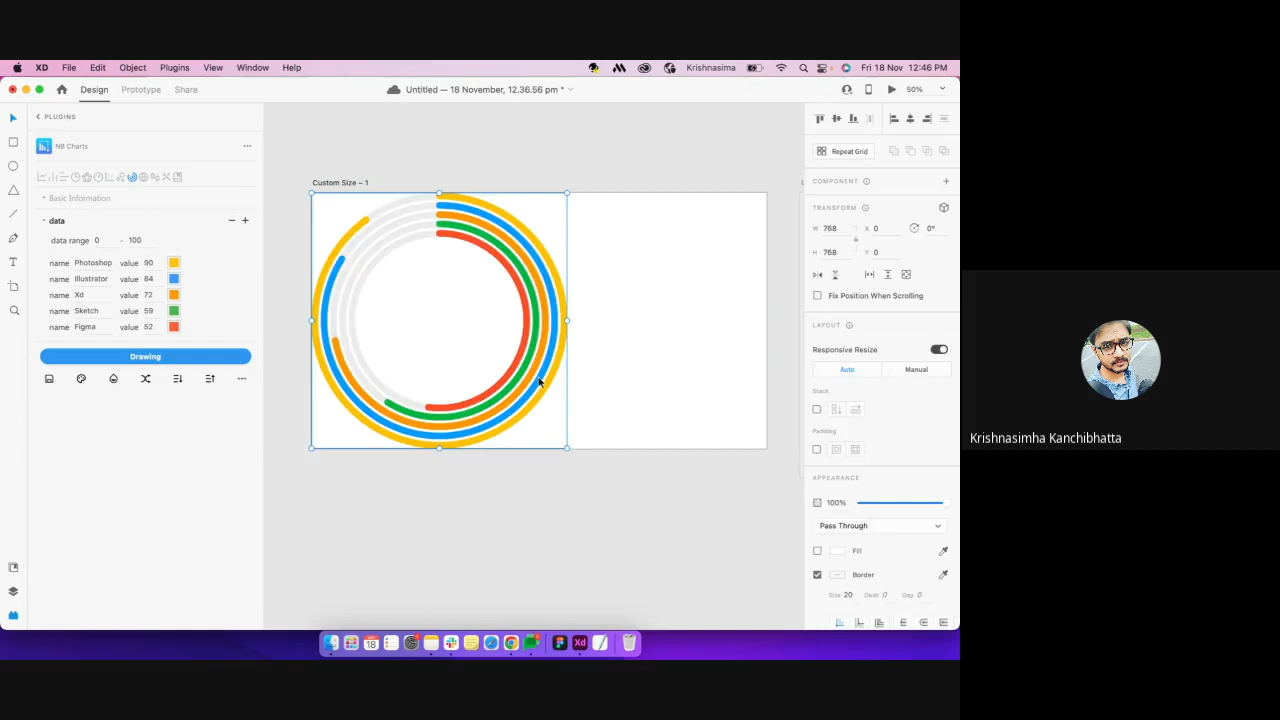 XD File Edit Object Plugins View Window Help Krishnasima Fri 18 Nov 12:46 PM
Design Prototype Share Untitled — 18 November, 12.36.56 pm * 50%
PLUGINS
NB Charts
Repeat Grid
Basic Information
COMPONENT
Custom Size – 1
data
TRANSFORM
data range 0 - 100
W 768 X 0 0°
H 768 Y 0
name Photoshop value 90
name Illustrator value 84
name Xd value 72
name Sketch value 59
name Figma value 52
Fix Position When Scrolling
LAYOUT
Responsive Resize
Drawing
Auto Manual
Stack
Padding
APPEARANCE
100%
Pass Through
Fill
Border
Size 20 Dash 0 Gap 0
18
Xd
Krishnasimha Kanchibhatta